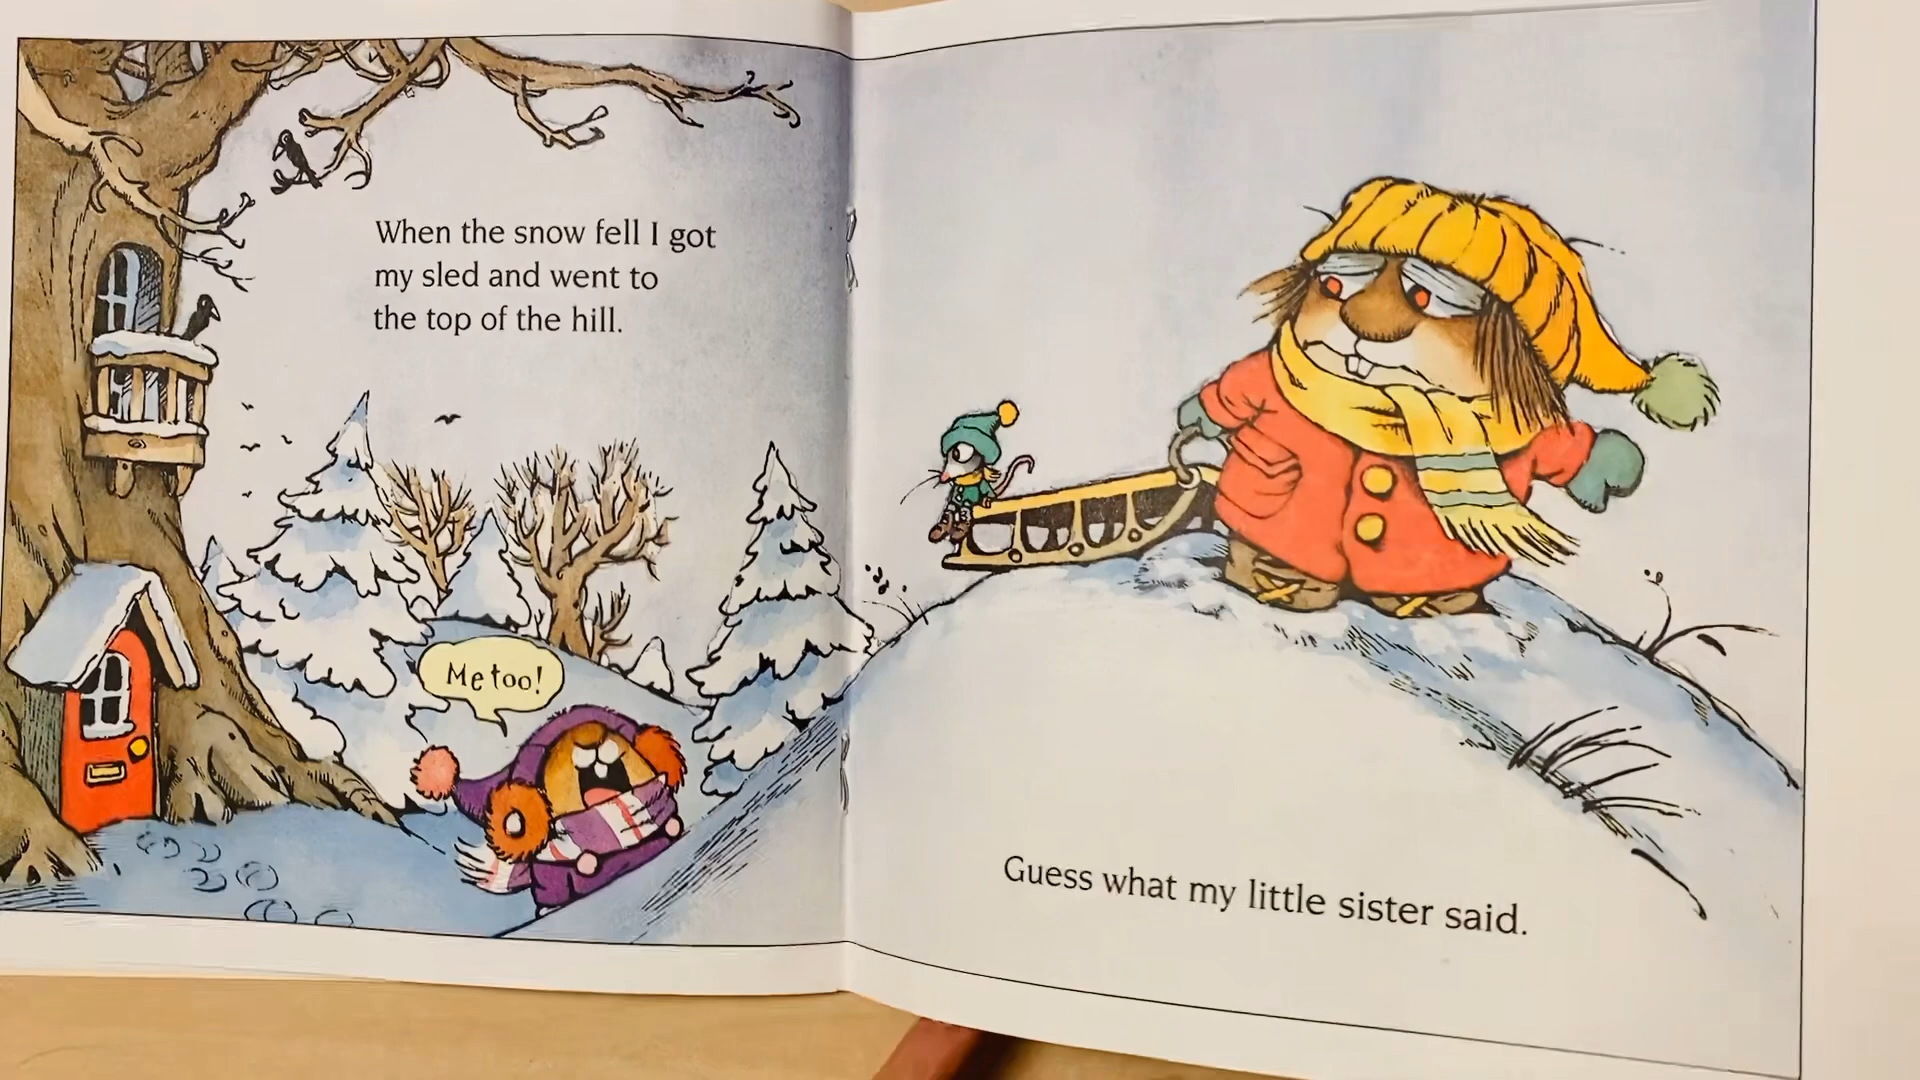 When the snow fell I got
my sled and went to
the top of the hill.
Me too!
Guess what my little sister said.